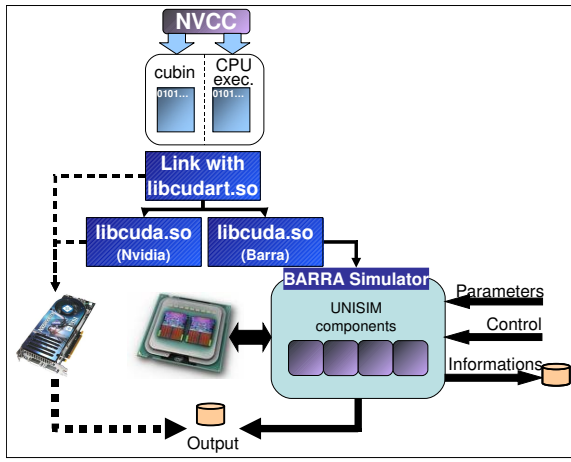 NVCC
cubin
CPU
exec.
0101...
0101...
Link with
libcudart.so
libcuda.so
(Nvidia)
libcuda.so
(Barra)
BARRA Simulator
UNISIM
components
Parameters
Control
Informations
Output